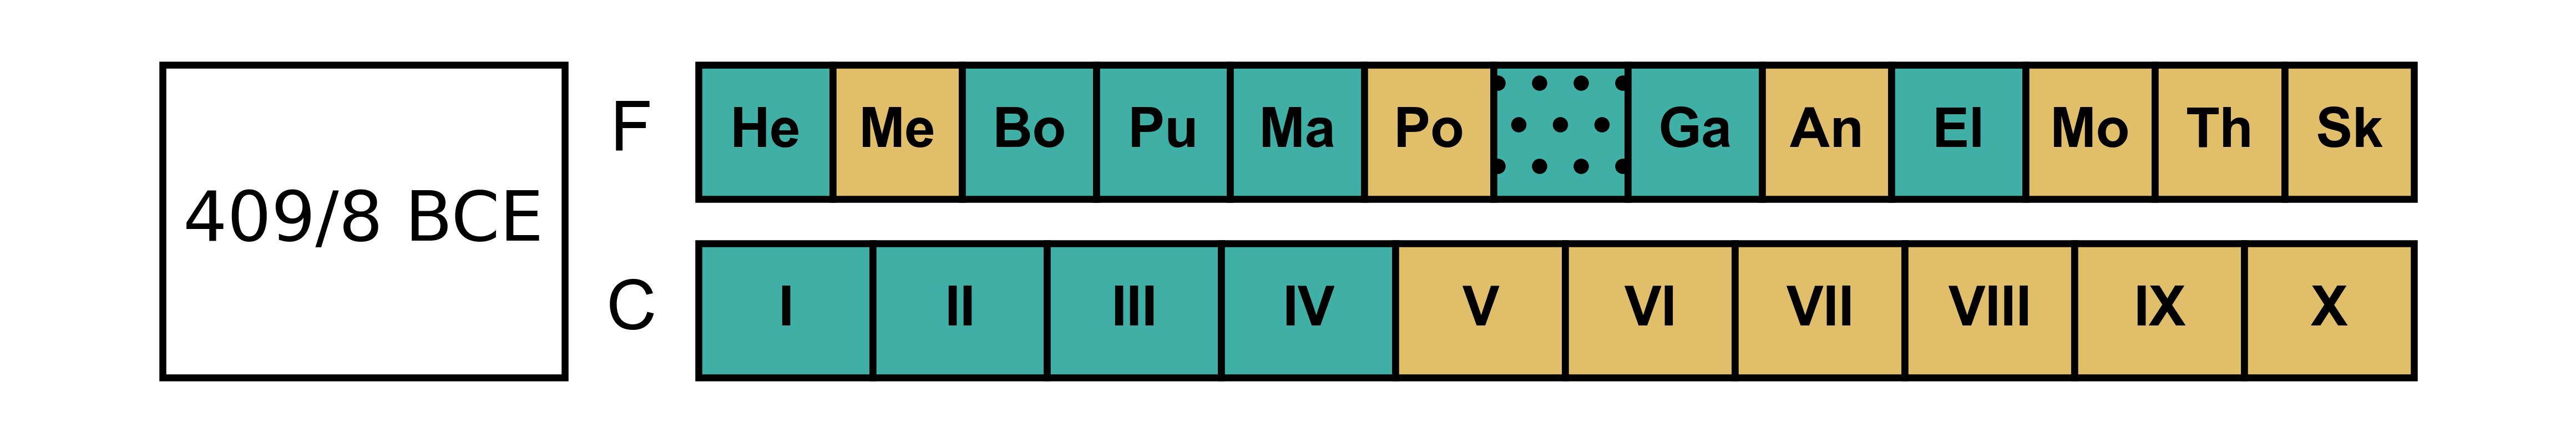 409/8 BCE
F He Me Bo Pu Ma Po Ga An El Mo Th Sk
C I II III IV V VI VII VIII IX X